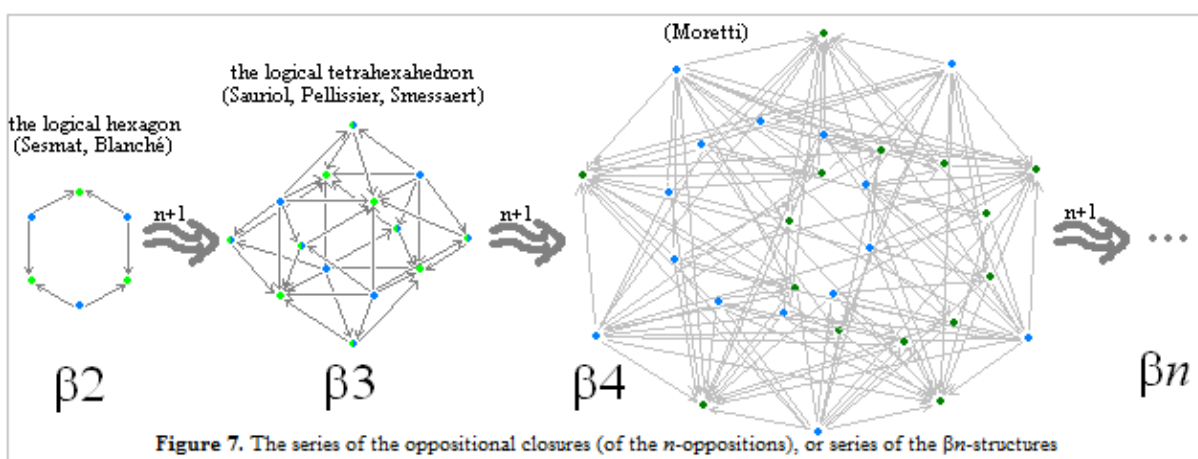 (Moretti)
the logical tetrahexahedron
(Sauriol, Pellissier, Smessaert)
the logical hexagon
(Sesmat, Blanché)
n+1
n+1
n+1
...
β2
β3
β4
βn
Figure 7. The series of the oppositional closures (of the n-oppositions), or series of the βn-structures